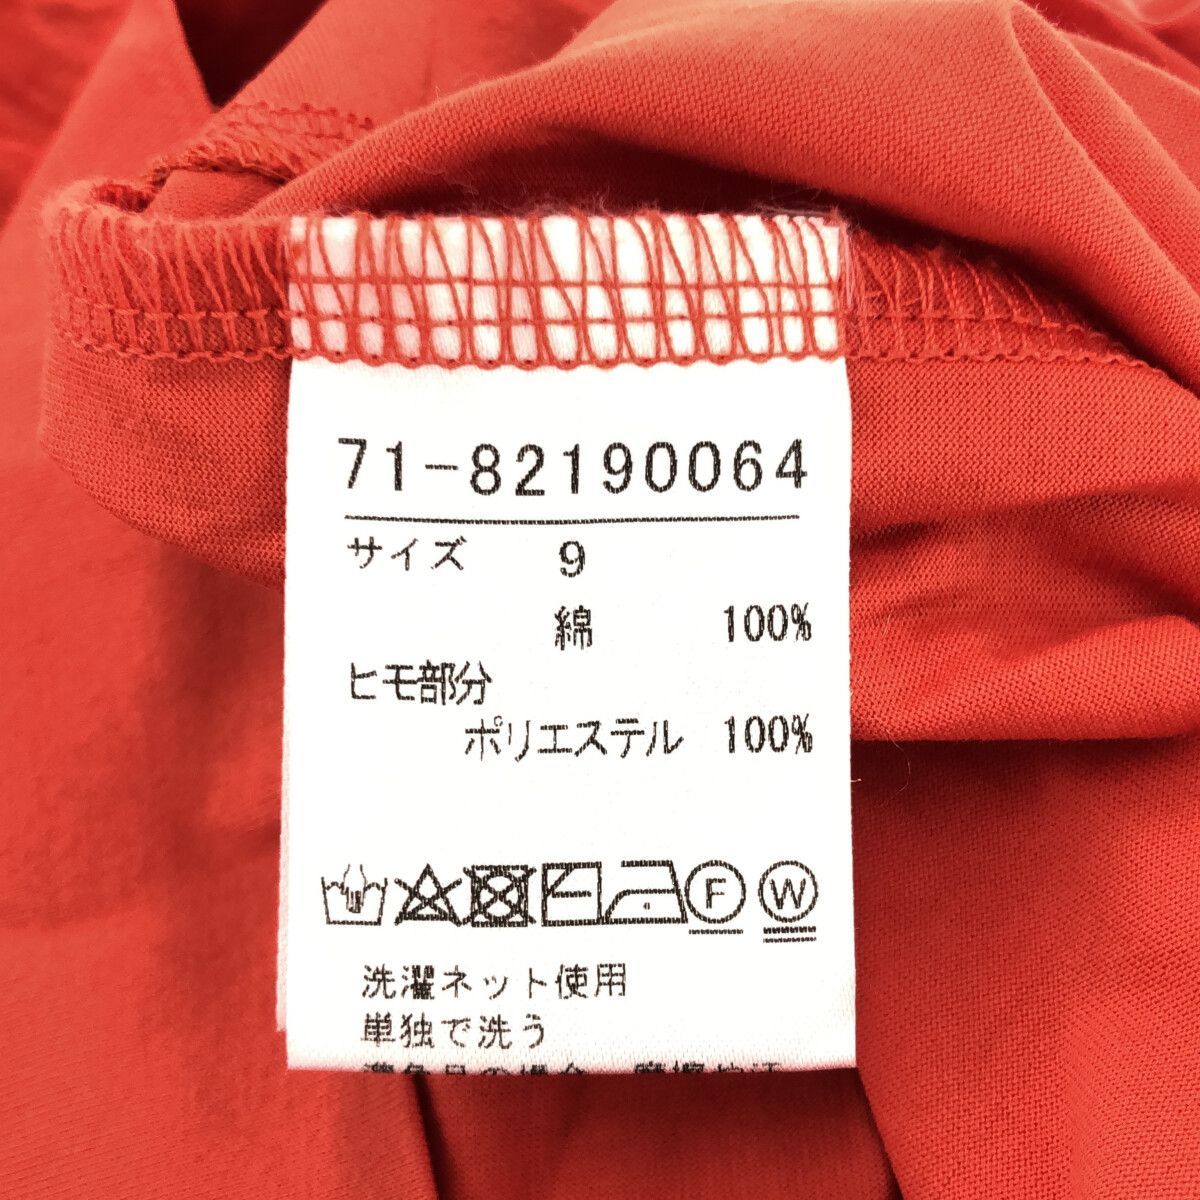 71-82190064
サイズ 9
綿 100%
ヒモ部分
ポリエステル 100%
F W
洗濯ネット使用
単独で洗う